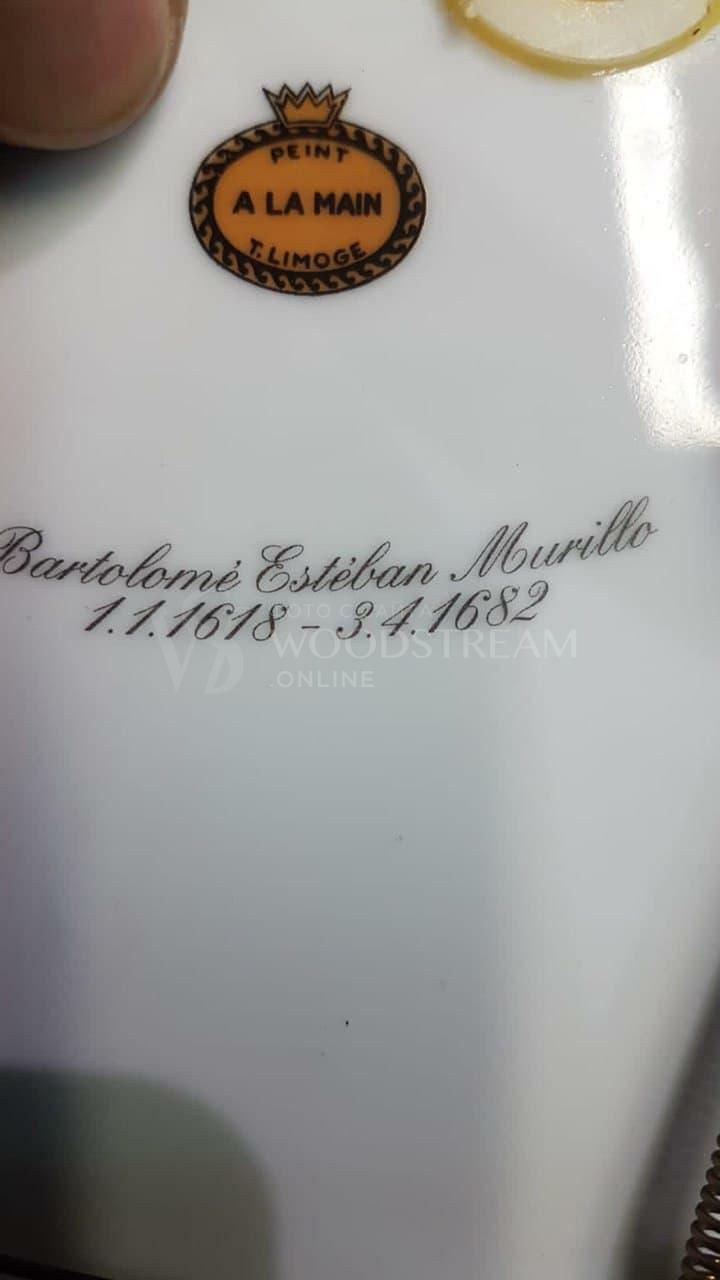 PEINT
A LA MAIN
T. LIMOGE
Bartolomé Estéban Murillo
1.1.1618 - 3.4.1682
WOODSTREAM
.ONLINE